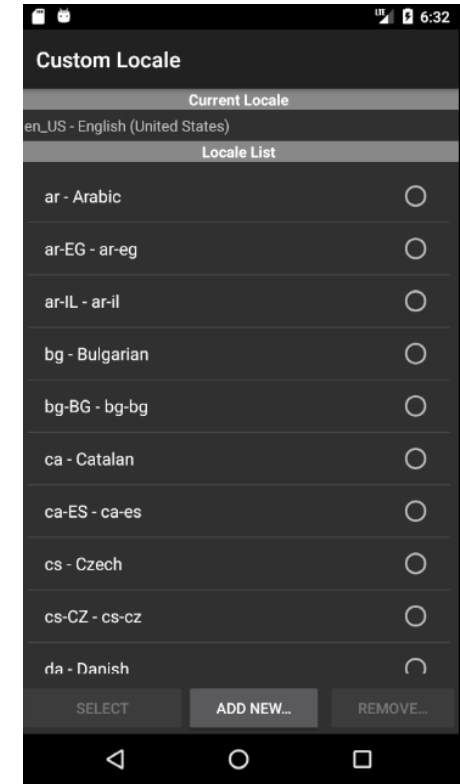 LTE 6:32
Custom Locale
Current Locale
en_US - English (United States)
Locale List
ar - Arabic
ar-EG - ar-eg
ar-IL - ar-il
bg - Bulgarian
bg-BG - bg-bg
ca - Catalan
ca-ES - ca-es
cs - Czech
cs-CZ - cs-cz
da - Danish
SELECT ADD NEW... REMOVE...